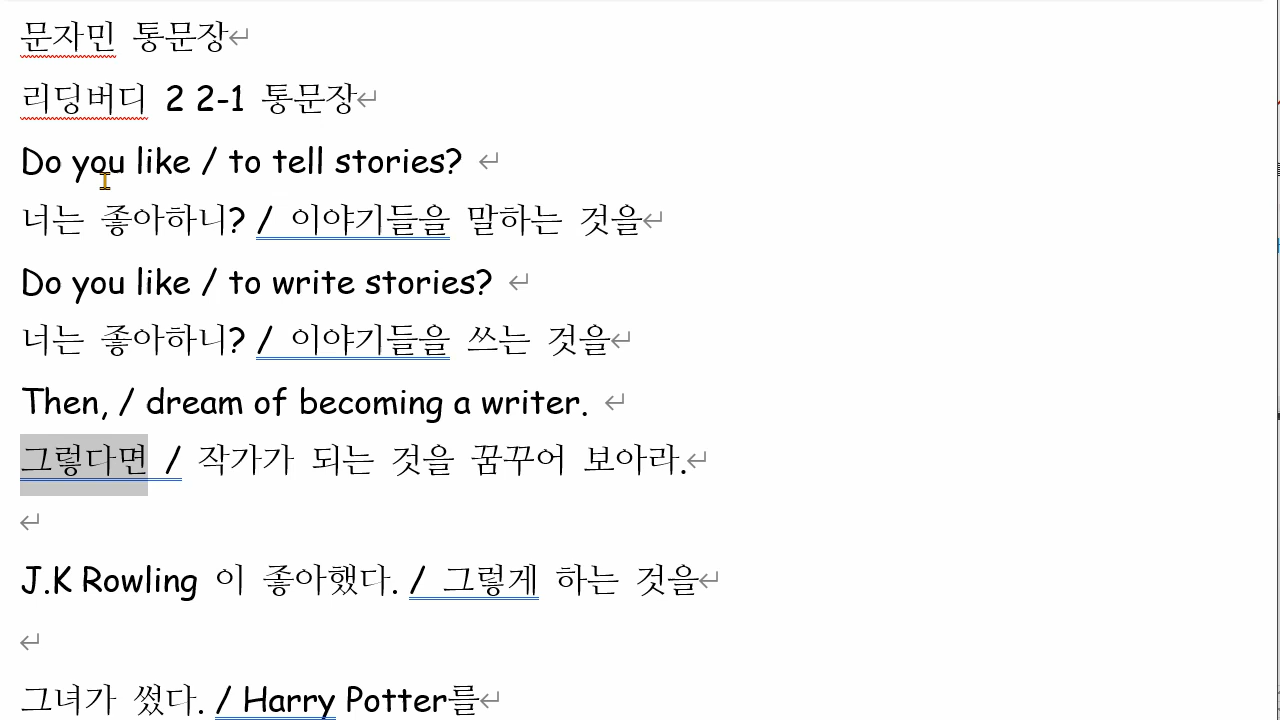 문자민 통문장
리딩버디 2 2-1 통문장
Do you like / to tell stories?
너는 좋아하니? / 이야기들을 말하는 것을
Do you like / to write stories?
너는 좋아하니? / 이야기들을 쓰는 것을
Then, / dream of becoming a writer.
그렇다면 / 작가가 되는 것을 꿈꾸어 보아라.
J.K Rowling 이 좋아했다. / 그렇게 하는 것을
그녀가 썼다. / Harry Potter를